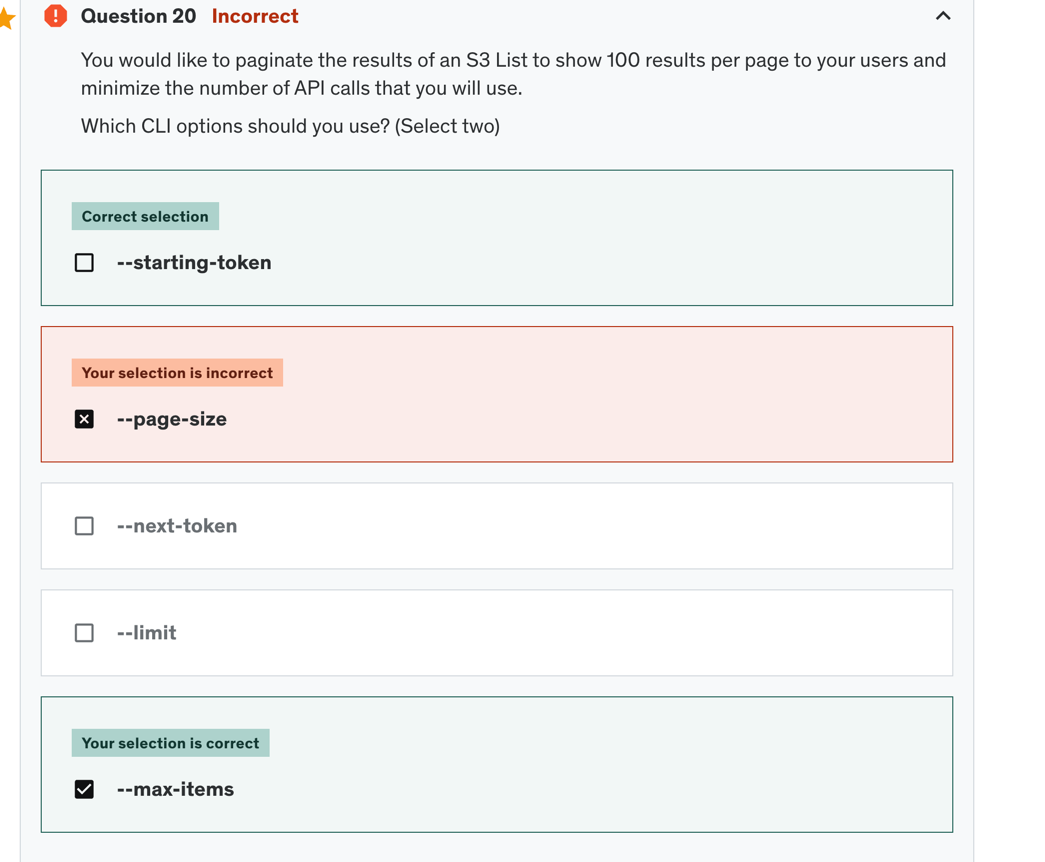 Question 20 Incorrect
You would like to paginate the results of an S3 List to show 100 results per page to your users and
minimize the number of API calls that you will use.
Which CLI options should you use? (Select two)
Correct selection
--starting-token
Your selection is incorrect
--page-size
--next-token
--limit
Your selection is correct
--max-items